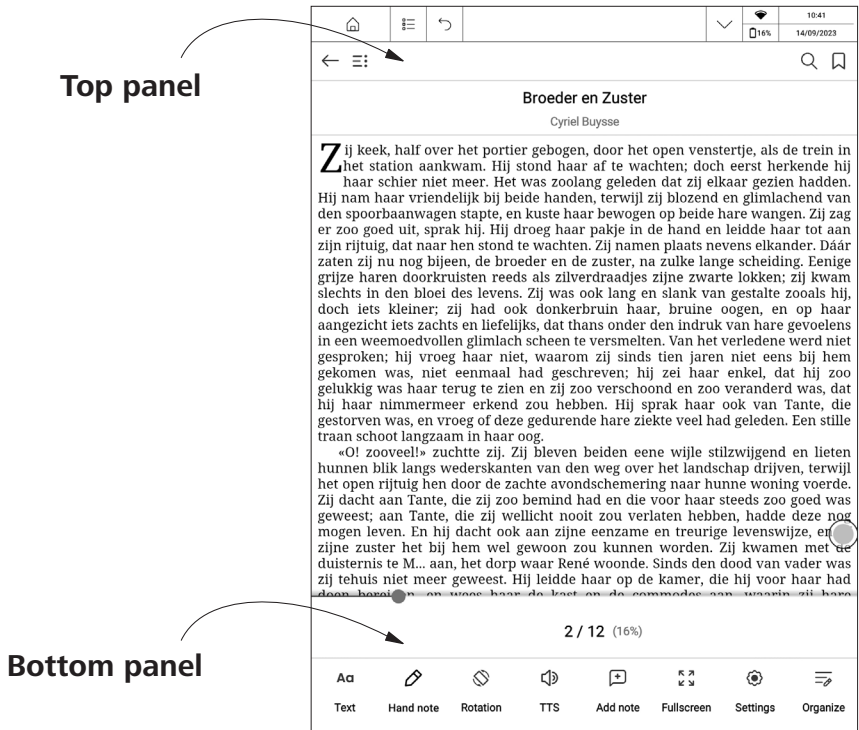 10:41
16%
14/09/2023
Top panel
Broeder en Zuster
Cyriel Buysse
Zij keek, half over het portier gebogen, door het open venstertje, als de trein in
het station aankwam. Hij stond haar af te wachten; doch eerst herkende hij
haar schier niet meer. Het was zoolang geleden dat zij elkaar gezien hadden.
Hij nam haar vriendelijk bij beide handen, terwijl zij blozend en glimlachend van
den spoorbaanwagen stapte, en kuste haar bewogen op beide hare wangen. Zij zag
er zoo goed uit, sprak hij. Hij droeg haar pakje in de hand en leidde haar tot aan
zijn rijtuig, dat naar hen stond te wachten. Zij namen plaats nevens elkander. Dáár
zaten zij nu nog bijeen, de broeder en de zuster, na zulke lange scheiding. Eenige
grijze haren doorkruisten reeds als zilverdraadjes zijne zwarte lokken; zij kwam
slechts in den bloei des levens. Zij was ook lang en slank van gestalte zooals hij,
doch iets kleiner; zij had ook donkerbruin haar, bruine oogen, en op haar
aangezicht iets zachts en liefelijks, dat thans onder den indruk van hare gevoelens
in een weemoedvollen glimlach scheen te versmelten. Van het verledene werd niet
gesproken; hij vroeg haar niet, waarom zij sinds tien jaren niet eens bij hem
gekomen was, niet eenmaal had geschreven; hij zei haar enkel, dat hij zoo
gelukkig was haar terug te zien en zij zoo verschoond en zoo veranderd was, dat
hij haar nimmermeer erkend zou hebben. Hij sprak haar ook van Tante, die
gestorven was, en vroeg of deze gedurende hare ziekte veel had geleden. Een stille
traan schoot langzaam in haar oog.
«O! zooveel!» zuchtte zij. Zij bleven beiden eene wijle stilzwijgend en lieten
hunnen blik langs wederskanten van den weg over het landschap drijven, terwijl
het open rijtuig hen door de zachte avondschemering naar hunne woning voerde.
Zij dacht aan Tante, die zij zoo bemind had en die voor haar steeds zoo goed was
geweest; aan Tante, die zij wellicht nooit zou verlaten hebben, hadde deze nog
mogen leven. En hij dacht ook aan zijne eenzame en treurige levenswijze, en
zijne zuster het bij hem wel gewoon zou kunnen worden. Zij kwamen met de
duisternis te M... aan, het dorp waar René woonde. Sinds den dood van vader was
zij tehuis niet meer geweest. Hij leidde haar op de kamer, die hij voor haar had
en wees haar de kast en de commodes aan, waarin zij hare
2 / 12 (16%)
Bottom panel
Aa
Text Hand note Rotation TTS Add note Fullscreen Settings Organize